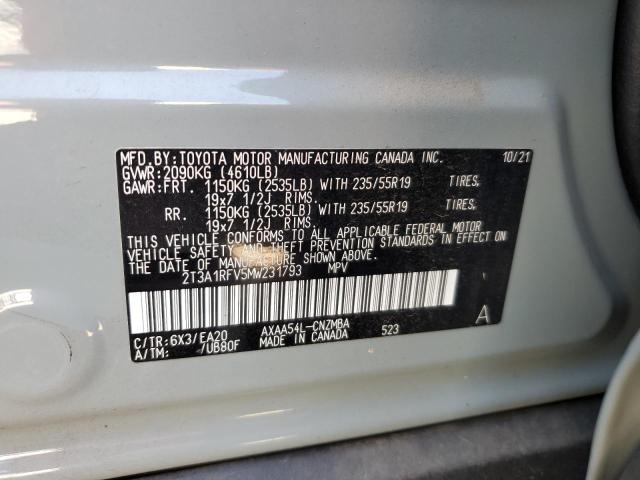 MFD.BY:TOYOTA MOTOR MANUFACTURING CANADA INC. 10/21
GVWR:2090KG (4610LB)
GAWR:FRT. 1150KG (2535LB) WITH 235/55R19 TIRES,
19x7 1/2J RIMS.
RR. 1150KG (2535LB) WITH 235/55R19 TIRES,
19x7 1/2J RIMS.
THIS VEHICLE CONFORMS TO ALL APPLICABLE FEDERAL MOTOR
VEHICLE SAFETY AND THEFT PREVENTION STANDARDS IN EFFECT
ON THE DATE OF MANUFACTURE SHOWN ABOVE.
2T3A1RFV5MW231793 MPV
C/TR:6X3/EA20 AXAA54L-CNZMBA 523 A
A/TM: /UB80F MADE IN CANADA